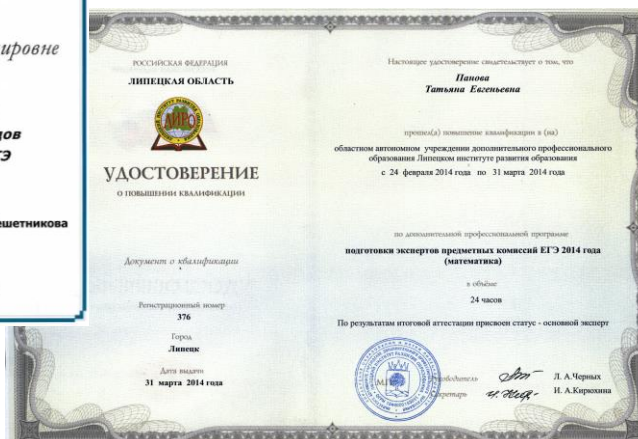 ировне
дов
ГЭ
ешетникова
РОССИЙСКАЯ ФЕДЕРАЦИЯ
ЛИПЕЦКАЯ ОБЛАСТЬ
ЛИРО
УДОСТОВЕРЕНИЕ
О ПОВЫШЕНИИ КВАЛИФИКАЦИИ
Документ о квалификации
Регистрационный номер
376
Город
Липецк
Дата выдачи
31 марта 2014 года
Настоящее удостоверение свидетельствует о том, что
Панова
Татьяна Евгеньевна
прошел(а) повышение квалификации в (на)
областном автономном учреждении дополнительного профессионального
образования Липецком институте развития образования
с 24 февраля 2014 года по 31 марта 2014 года
по дополнительной профессиональной программе
подготовки экспертов предметных комиссий ЕГЭ 2014 года
(математика)
в объёме
24 часов
По результатам итоговой аттестации присвоен статус - основной эксперт
М.П.
Руководитель
Л. А.Черных
Секретарь
И. А.Кирюхина